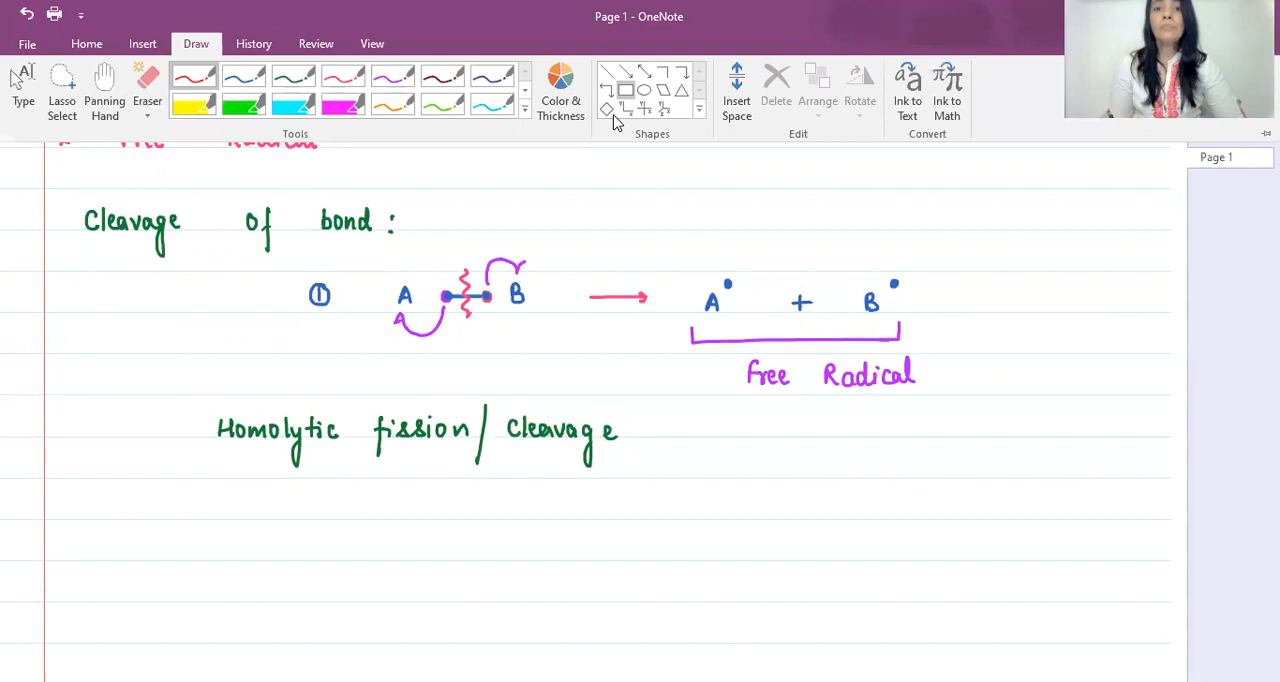 Page 1 - OneNote
File Home Insert Draw History Review View
Type Lasso Select Panning Hand Eraser Color & Thickness Insert Space Delete Arrange Rotate Ink to Text Ink to Math
Tools Shapes Edit Convert
Page 1
Free Radical
Cleavage of bond:
① A B → A• + B•
Free Radical
Homolytic fission/ Cleavage